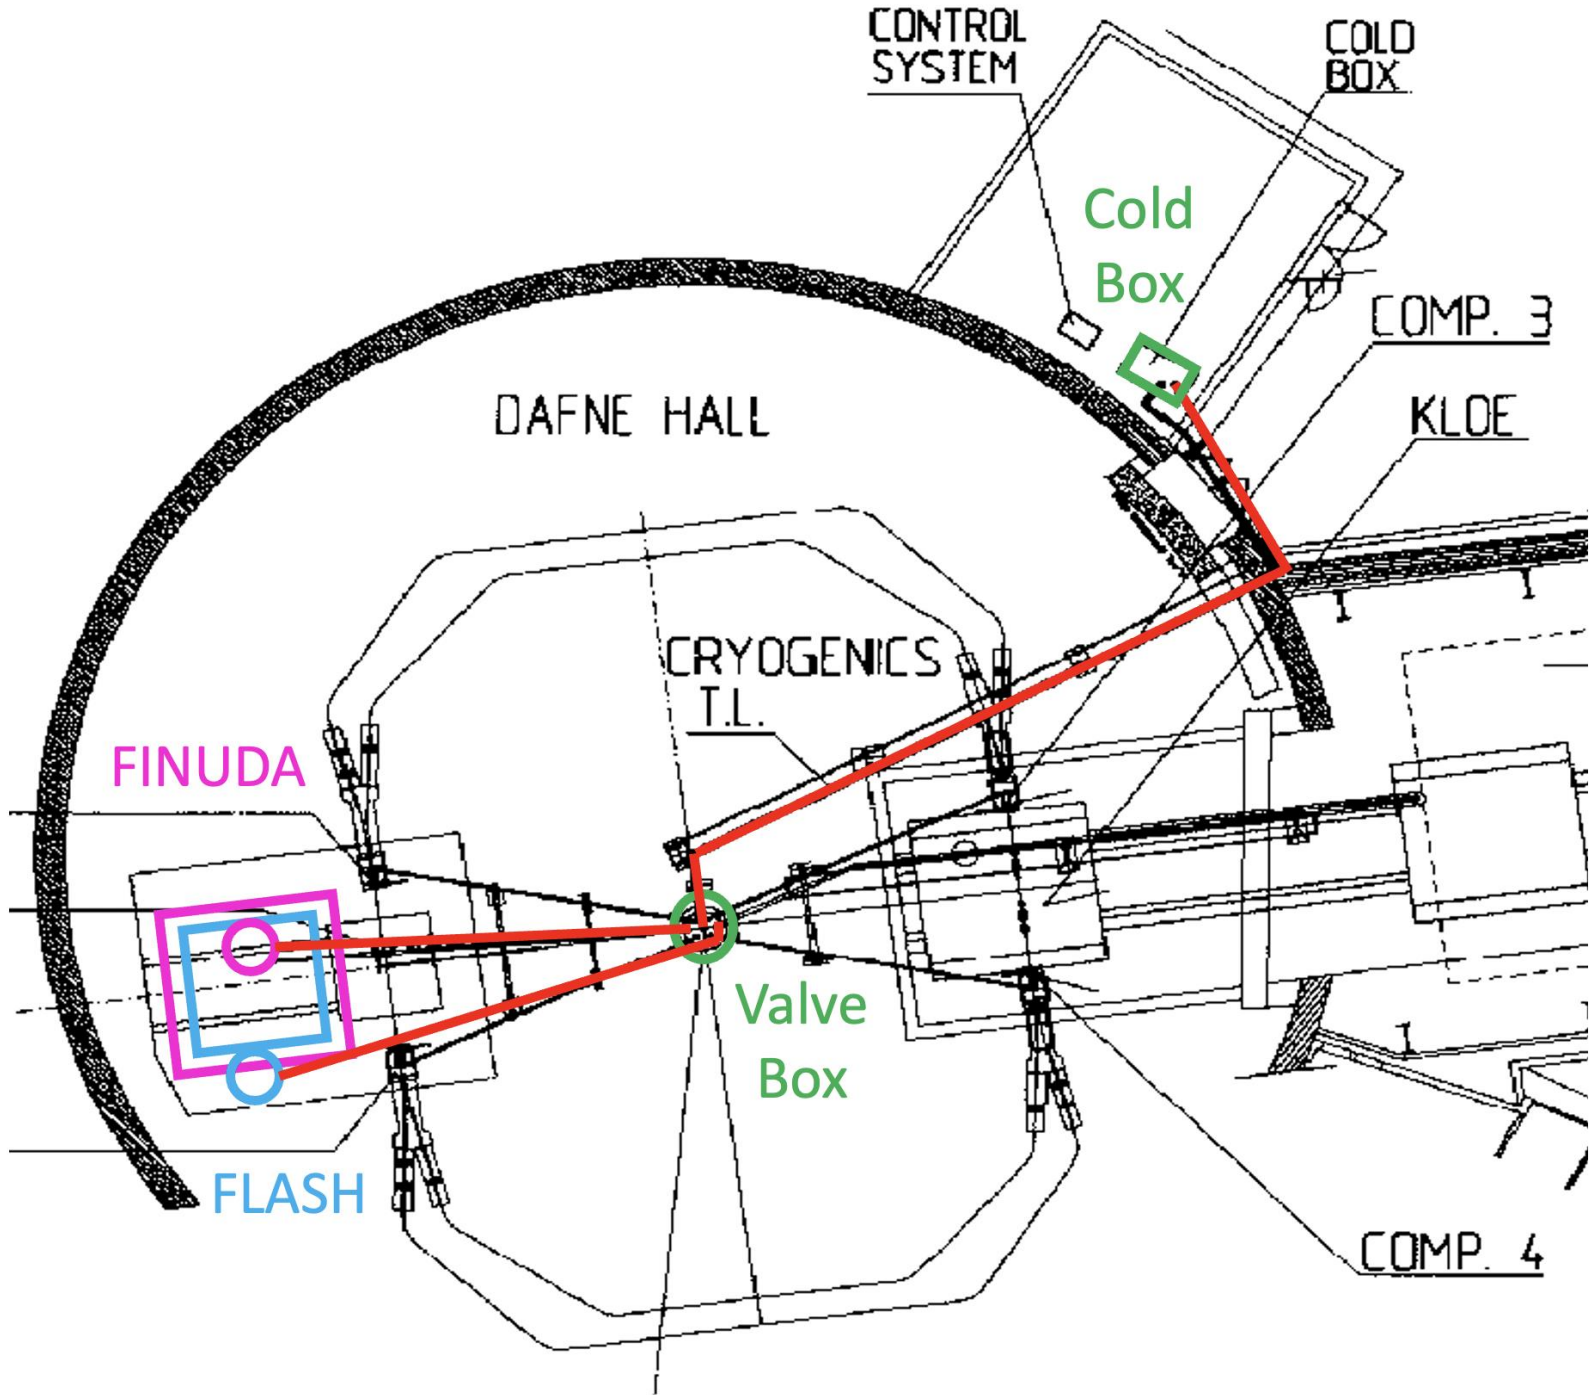 CONTROL
SYSTEM
COLD
BOX
Cold
Box
COMP. 3
DAFNE HALL
KLOE
CRYOGENICS
T.L.
FINUDA
Valve
Box
FLASH
COMP. 4